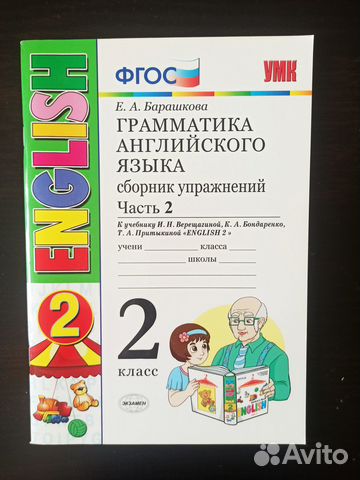 ФГОС
УМК
Е. А. Барашкова
ГРАММАТИКА
АНГЛИЙСКОГО
ЯЗЫКА
сборник упражнений
Часть 2
К учебнику И. Н. Верещагиной, К. А. Бондаренко,
Т. А. Притыкиной «ENGLISH 2»
учени класса
школы
ENGLISH
2
2
класс
ENGLISH
ЭКЗАМЕН
Avito